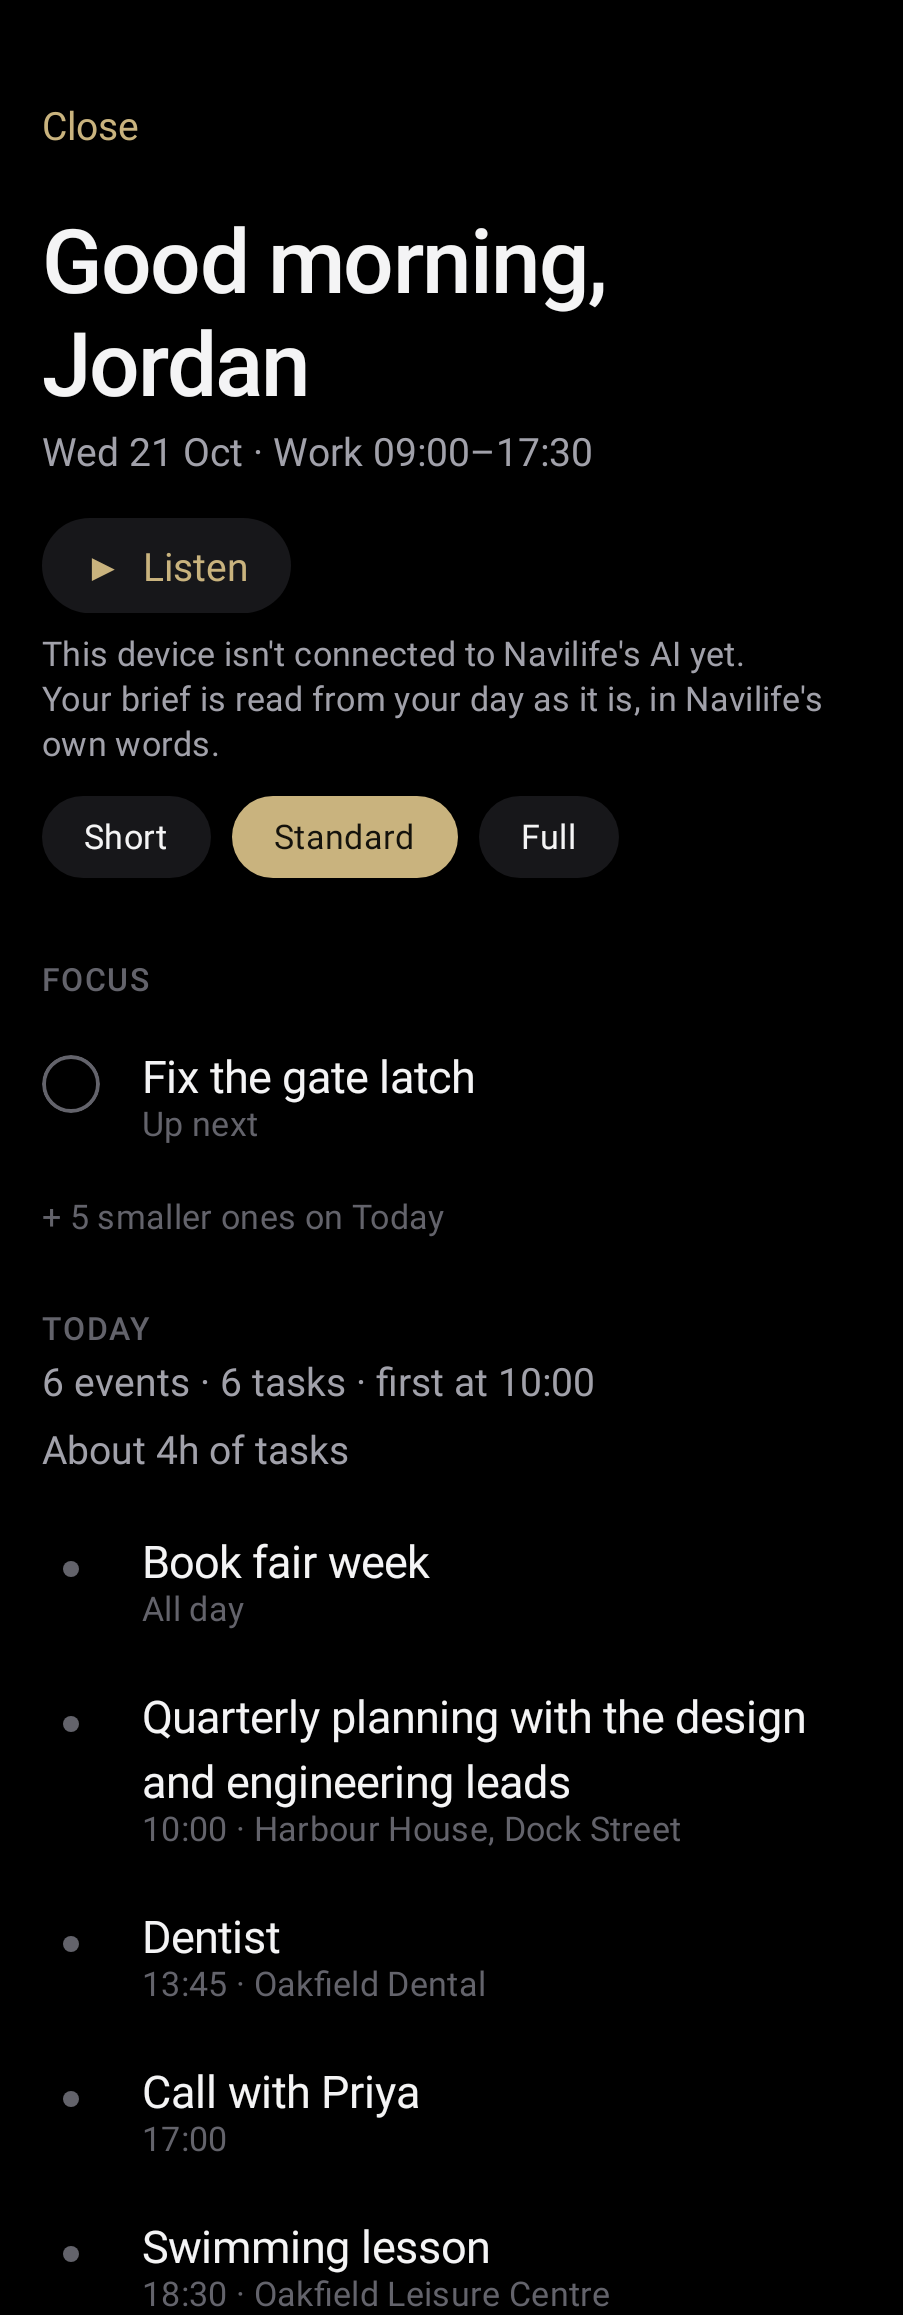 Close
Good morning,
Jordan
Wed 21 Oct · Work 09:00–17:30
▶ Listen
This device isn't connected to Navilife's AI yet.
Your brief is read from your day as it is, in Navilife's
own words.
Short Standard Full
FOCUS
Fix the gate latch
Up next
+ 5 smaller ones on Today
TODAY
6 events · 6 tasks · first at 10:00
About 4h of tasks
Book fair week
All day
Quarterly planning with the design
and engineering leads
10:00 · Harbour House, Dock Street
Dentist
13:45 · Oakfield Dental
Call with Priya
17:00
Swimming lesson
18:30 · Oakfield Leisure Centre